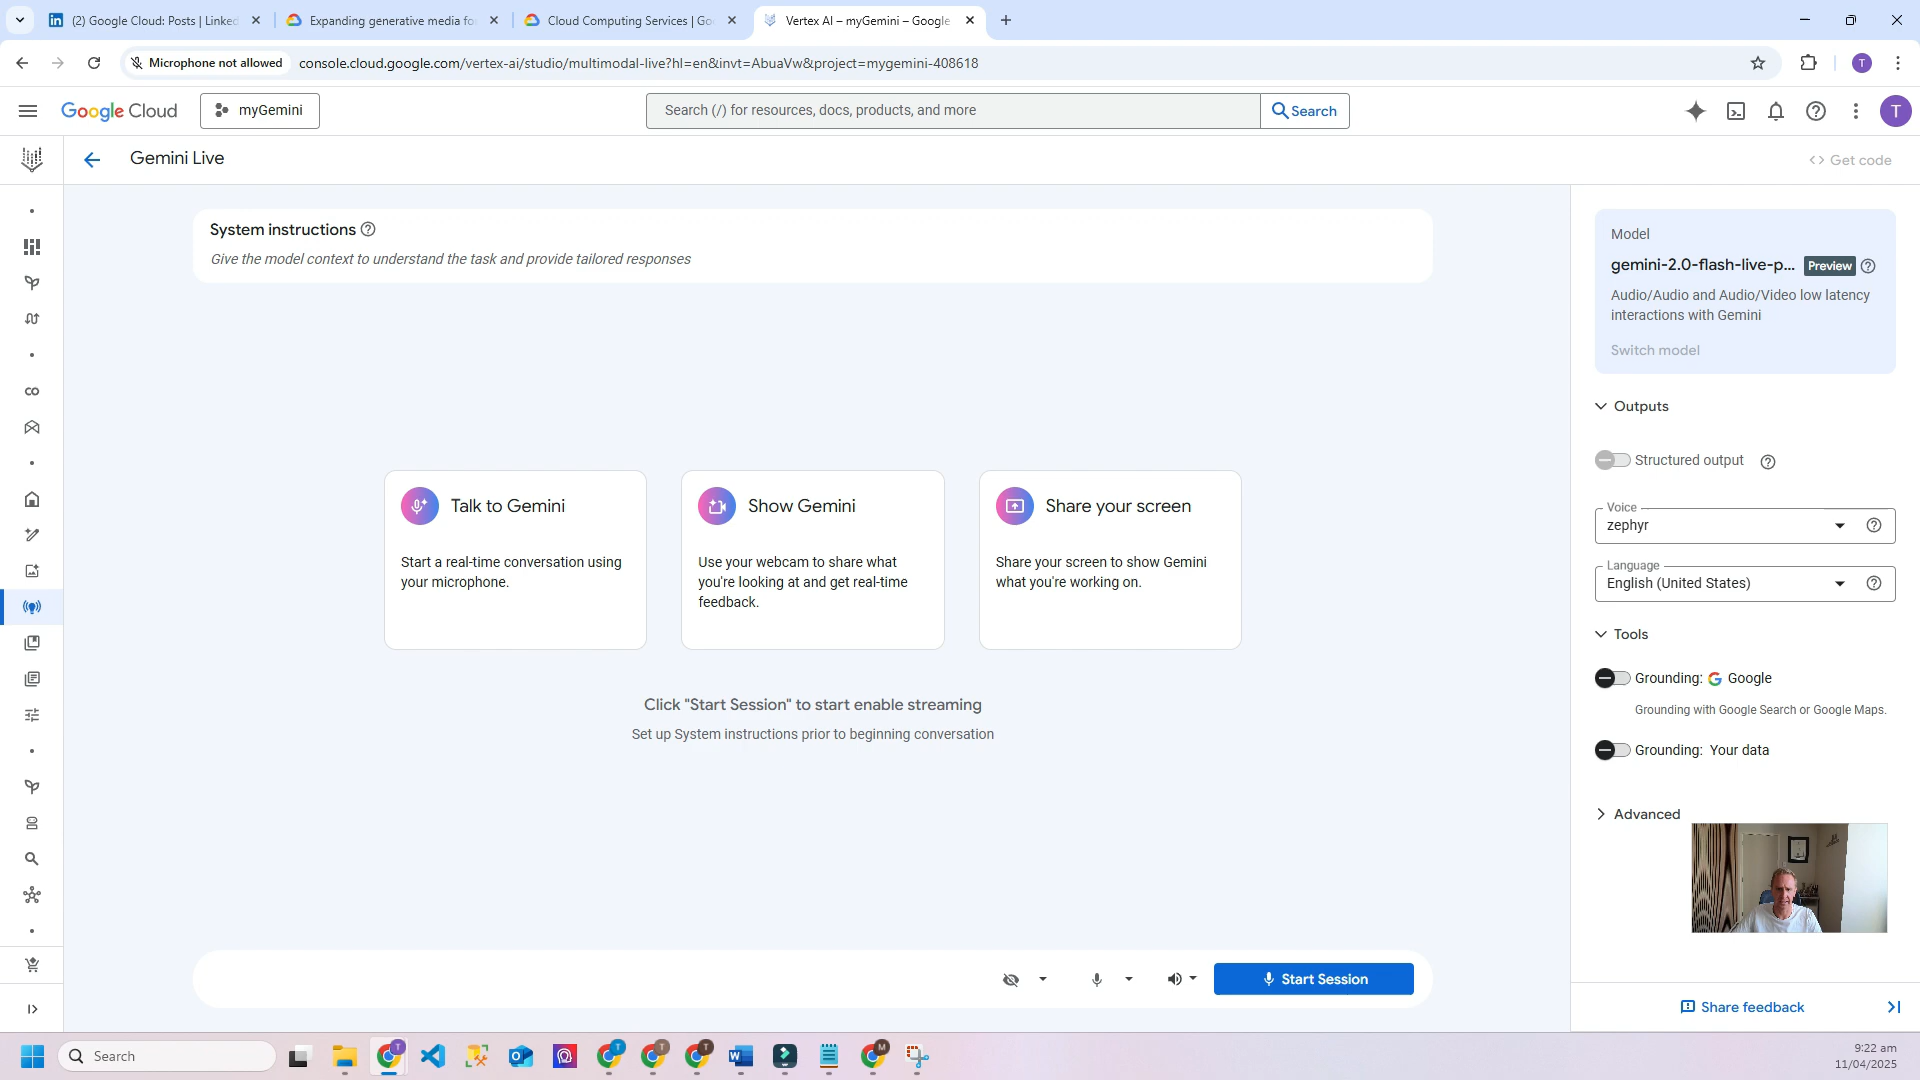 (2) Google Cloud: Posts | Linked
Expanding generative media fo
Cloud Computing Services | Go
Vertex AI – myGemini – Google
Microphone not allowed
console.cloud.google.com/vertex-ai/studio/multimodal-live?hl=en&invt=AbuaVw&project=mygemini-408618
T
Google Cloud
myGemini
Search (/) for resources, docs, products, and more
Search
T
Gemini Live
Get code
System instructions
Give the model context to understand the task and provide tailored responses
Talk to Gemini
Start a real-time conversation using
your microphone.
Show Gemini
Use your webcam to share what
you're looking at and get real-time
feedback.
Share your screen
Share your screen to show Gemini
what you're working on.
Click "Start Session" to start enable streaming
Set up System instructions prior to beginning conversation
Start Session
Model
gemini-2.0-flash-live-p...
Preview
Audio/Audio and Audio/Video low latency
interactions with Gemini
Switch model
Outputs
Structured output
Voice
zephyr
Language
English (United States)
Tools
Grounding: Google
Grounding with Google Search or Google Maps.
Grounding: Your data
Advanced
Share feedback
Search
9:22 am
11/04/2025